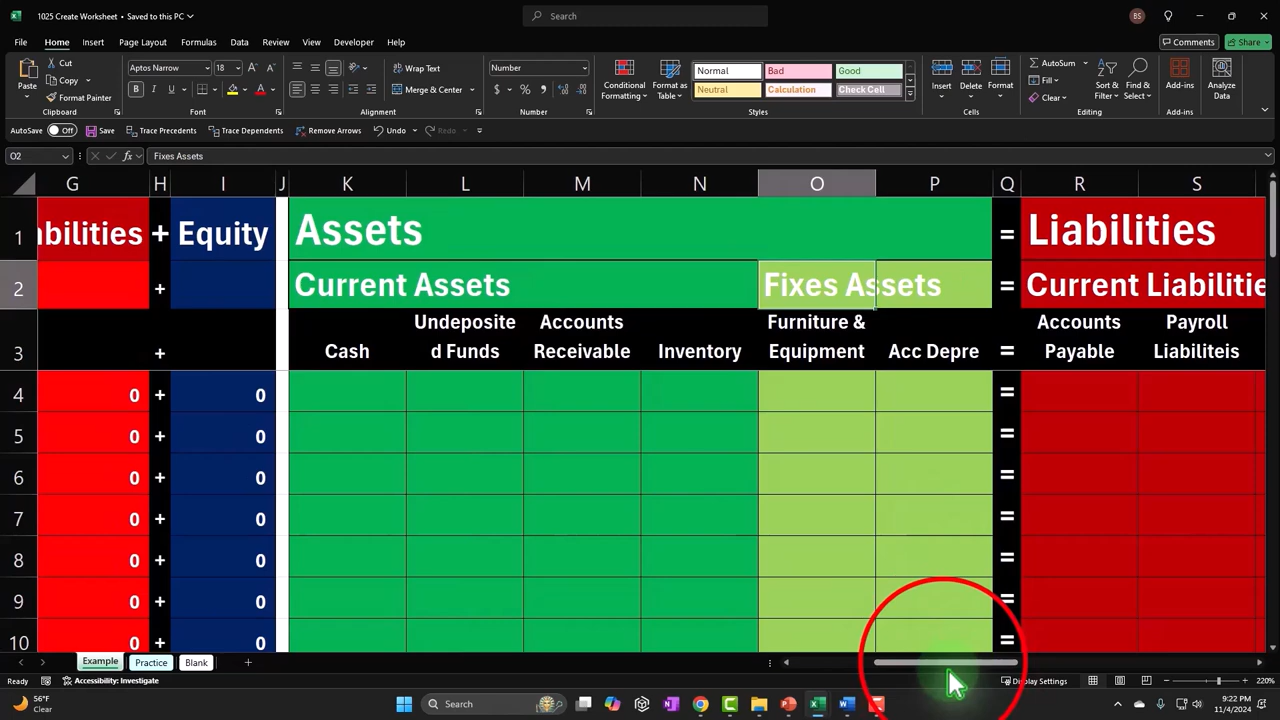 1025 Create Worksheet • Saved to this PC
Search
BS
File Home Insert Page Layout Formulas Data Review View Developer Help
Comments Share
Paste
Cut
Copy
Format Painter
Aptos Narrow 18 A A
B I U A
Wrap Text
Merge & Center
Number
$ % ,
Conditional Formatting
Format as Table
Normal Bad Good
Neutral Calculation Check Cell
Insert Delete Format
AutoSum
Fill
Clear
Sort & Filter
Find & Select
Add-ins
Analyze Data
Clipboard Font Alignment Number Styles Cells Editing Add-ins
AutoSave Off Save Trace Precedents Trace Dependents Remove Arrows Undo Redo
O2 fx Fixes Assets
G H I J K L M N O P Q R S
1 abilities + Equity Assets = Liabilities
2 + Current Assets Fixes Assets = Current Liabilitie
Undeposite Accounts Furniture & Accounts Payroll
3 + Cash d Funds Receivable Inventory Equipment Acc Depre = Payable Liabiliteis
4 0 + 0 =
5 0 + 0 =
6 0 + 0 =
7 0 + 0 =
8 0 + 0 =
9 0 + 0 =
10 0 + 0 =
Example Practice Blank +
Ready Accessibility: Investigate Display Settings 220%
56°F
Clear
Search
9:22 PM
11/4/2024